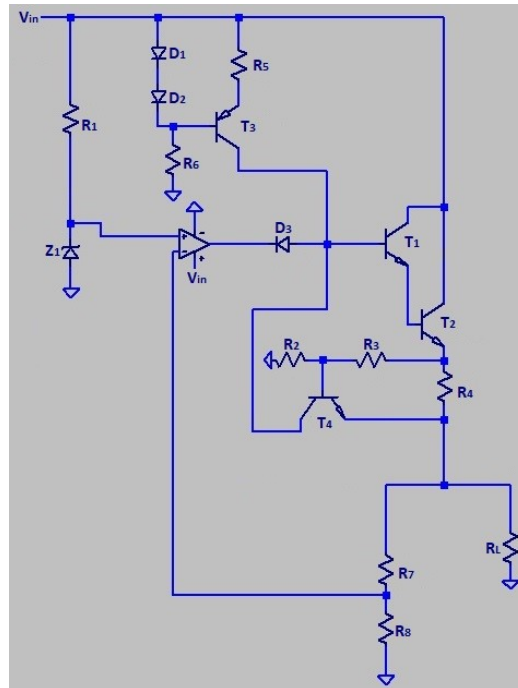 Vin
D1
D2
R5
R1
T3
R6
Z1
+
-
-
+
Vin
D3
T1
T2
R2
R3
R4
T4
R7
RL
R8